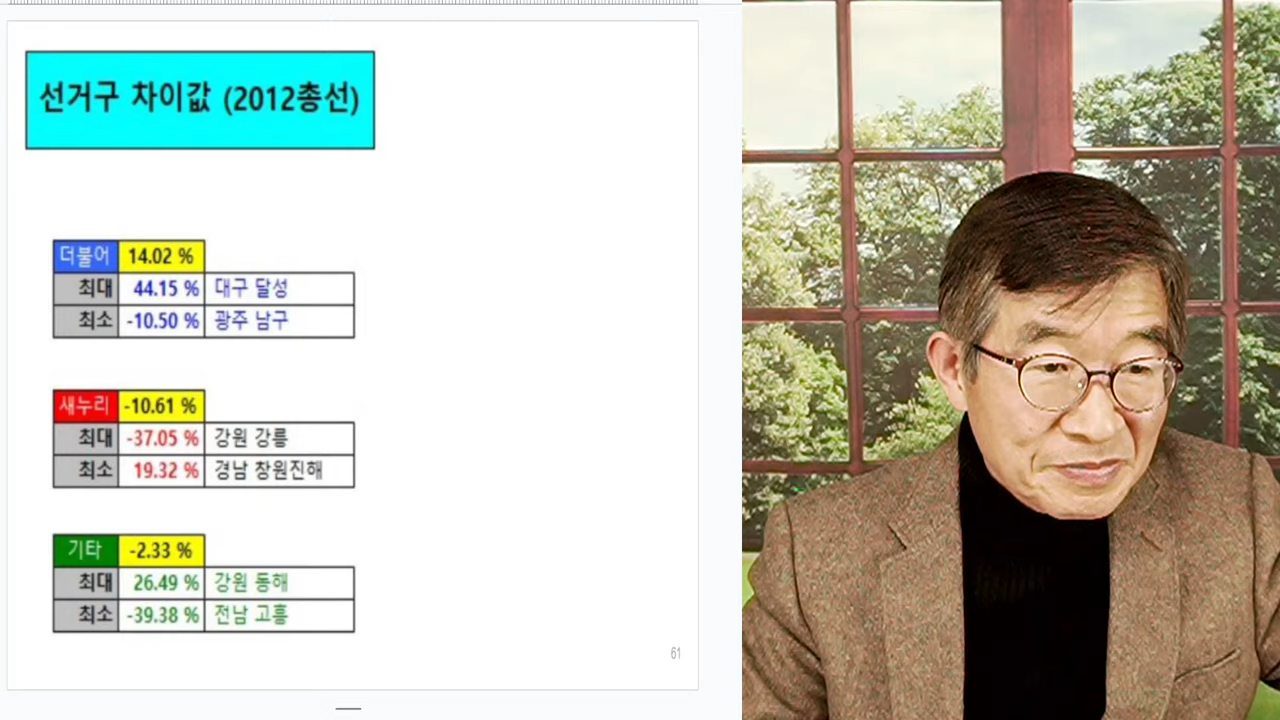 선거구 차이값 (2012총선)
더불어 14.02 %
최대 44.15 % 대구 달성
최소 -10.50 % 광주 남구
새누리 -10.61 %
최대 -37.05 % 강원 강릉
최소 19.32 % 경남 창원진해
기타 -2.33 %
최대 26.49 % 강원 동해
최소 -39.38 % 전남 고흥
61